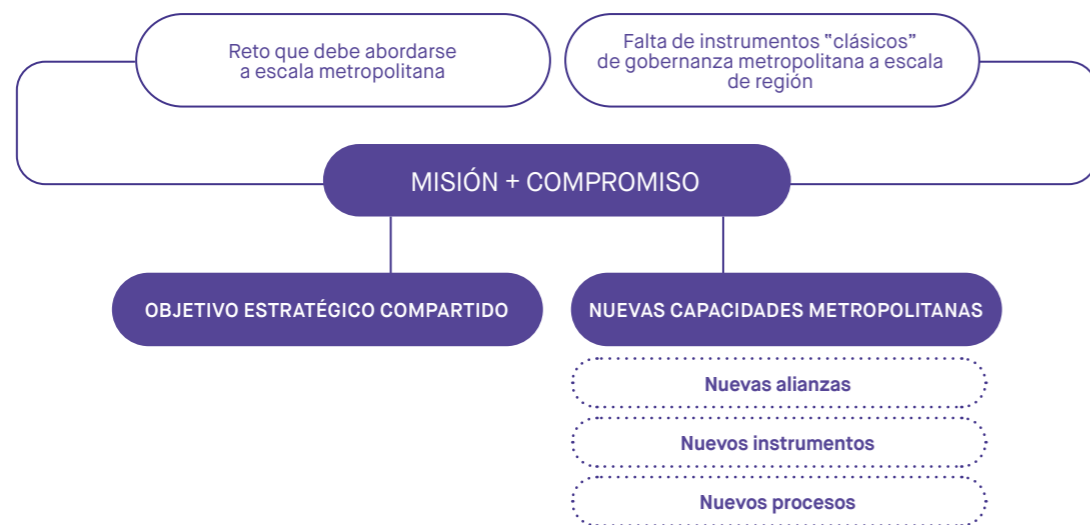 Reto que debe abordarse
a escala metropolitana
Falta de instrumentos "clásicos"
de gobernanza metropolitana a escala
de región
MISIÓN + COMPROMISO
OBJETIVO ESTRATÉGICO COMPARTIDO
NUEVAS CAPACIDADES METROPOLITANAS
Nuevas alianzas
Nuevos instrumentos
Nuevos procesos